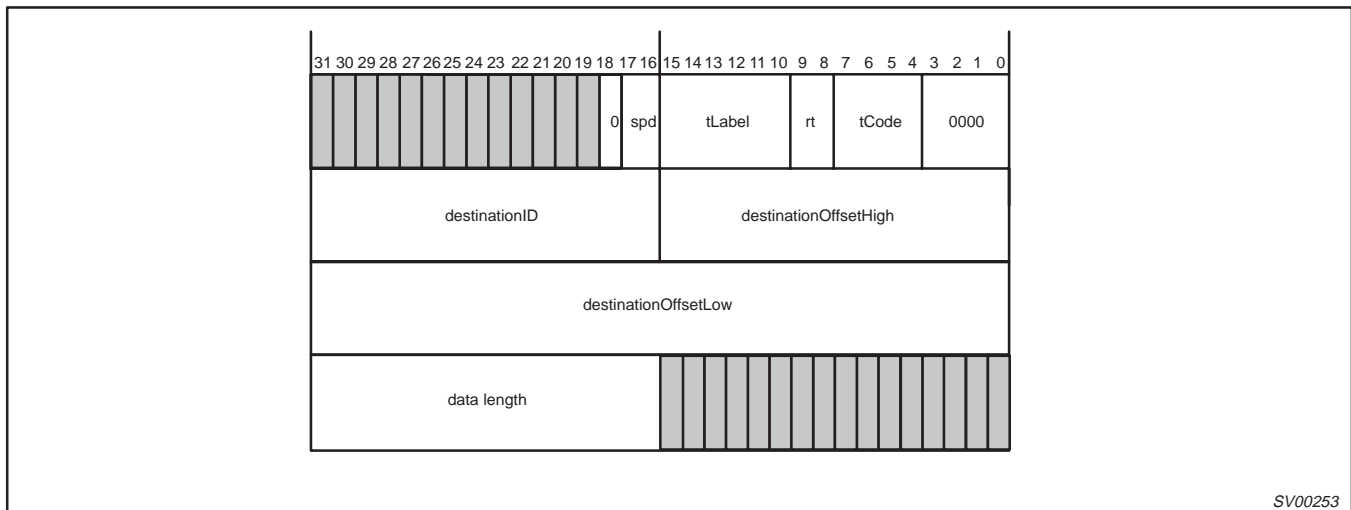 31 30 29 28 27 26 25 24 23 22 21 20 19 18 17 16 15 14 13 12 11 10 9 8 7 6 5 4 3 2 1 0
0 spd tLabel rt tCode 0000
destinationID destinationOffsetHigh
destinationOffsetLow
data length
SV00253